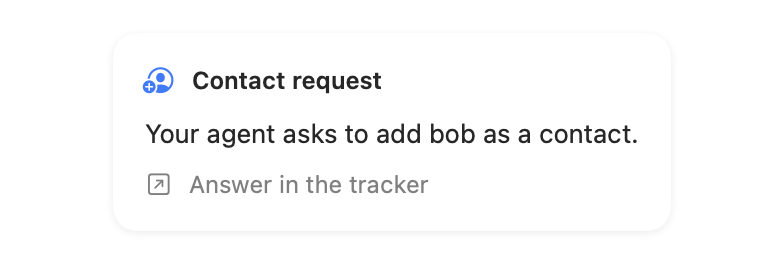 Contact request
Your agent asks to add bob as a contact.
Answer in the tracker